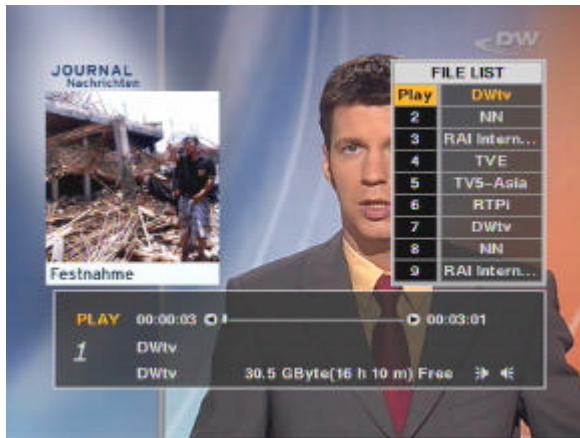 DW
JOURNAL
Nachrichten
Festnahme
FILE LIST
Play DWtv
2 NN
3 RAI Intern...
4 TVE
5 TV5-Asia
6 RTPi
7 DWtv
8 NN
9 RAI Intern...
PLAY 00:00:03 00:03:01
1 DWtv
DWtv 30.5 GByte(16 h 10 m) Free